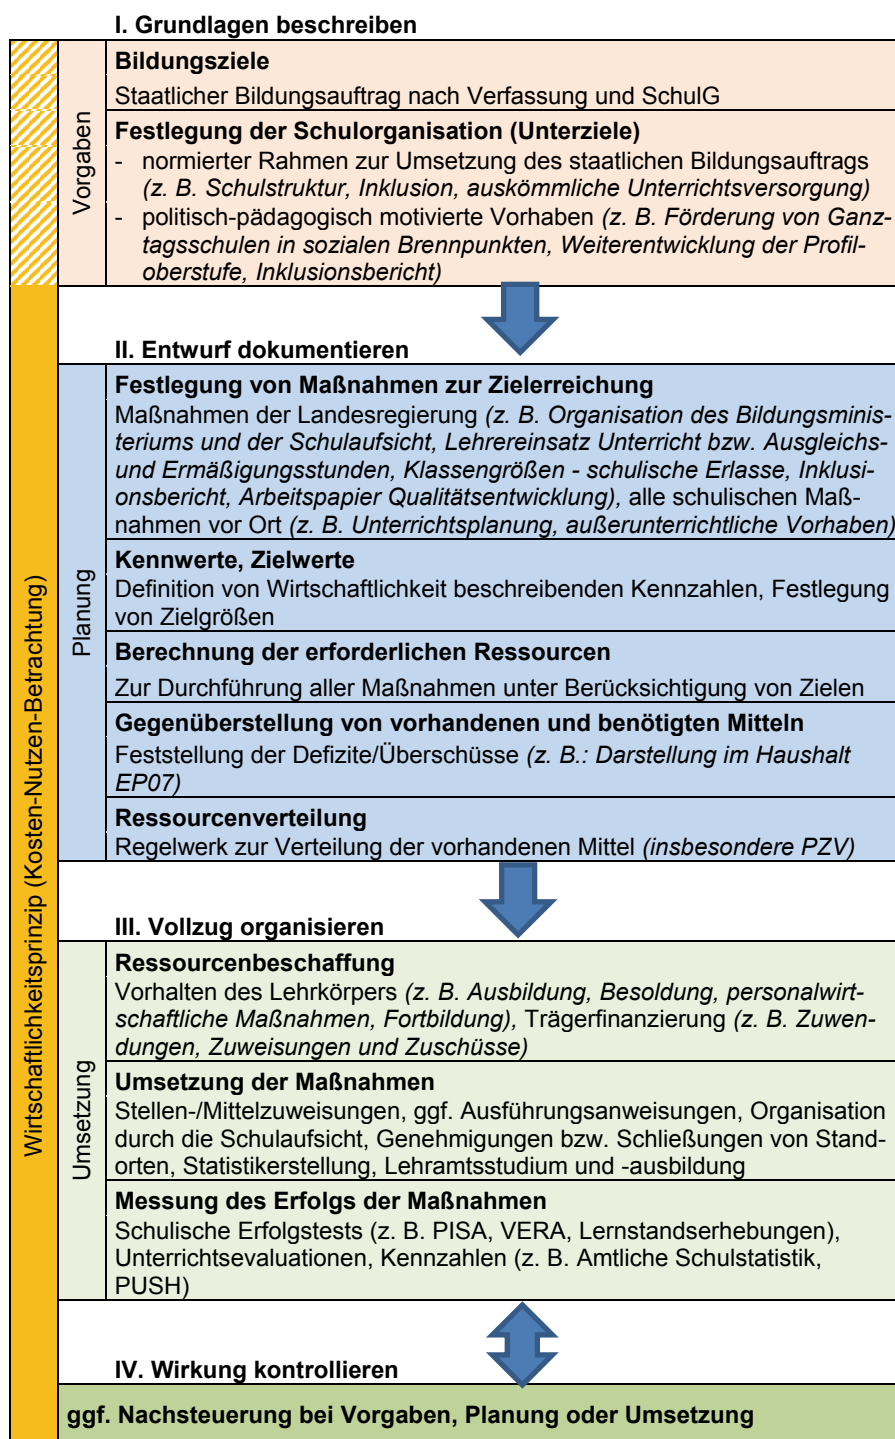 I. Grundlagen beschreiben
Vorgaben
Bildungsziele
Staatlicher Bildungsauftrag nach Verfassung und SchulG
Festlegung der Schulorganisation (Unterziele)
- normierter Rahmen zur Umsetzung des staatlichen Bildungsauftrags
(z. B. Schulstruktur, Inklusion, auskömmliche Unterrichtsversorgung)
- politisch-pädagogisch motivierte Vorhaben (z. B. Förderung von Ganz-
tagsschulen in sozialen Brennpunkten, Weiterentwicklung der Profil-
oberstufe, Inklusionsbericht)
Wirtschaftlichkeitsprinzip (Kosten-Nutzen-Betrachtung)
II. Entwurf dokumentieren
Planung
Festlegung von Maßnahmen zur Zielerreichung
Maßnahmen der Landesregierung (z. B. Organisation des Bildungsminis-
teriums und der Schulaufsicht, Lehrereinsatz Unterricht bzw. Ausgleichs-
und Ermäßigungsstunden, Klassengrößen - schulische Erlasse, Inklusi-
onsbericht, Arbeitspapier Qualitätsentwicklung), alle schulischen Maß-
nahmen vor Ort (z. B. Unterrichtsplanung, außerunterrichtliche Vorhaben)
Kennwerte, Zielwerte
Definition von Wirtschaftlichkeit beschreibenden Kennzahlen, Festlegung
von Zielgrößen
Berechnung der erforderlichen Ressourcen
Zur Durchführung aller Maßnahmen unter Berücksichtigung von Zielen
Gegenüberstellung von vorhandenen und benötigten Mitteln
Feststellung der Defizite/Überschüsse (z. B.: Darstellung im Haushalt
EP07)
Ressourcenverteilung
Regelwerk zur Verteilung der vorhandenen Mittel (insbesondere PZV)
III. Vollzug organisieren
Umsetzung
Ressourcenbeschaffung
Vorhalten des Lehrkörpers (z. B. Ausbildung, Besoldung, personalwirt-
schaftliche Maßnahmen, Fortbildung), Trägerfinanzierung (z. B. Zuwen-
dungen, Zuweisungen und Zuschüsse)
Umsetzung der Maßnahmen
Stellen-/Mittelzuweisungen, ggf. Ausführungsanweisungen, Organisation
durch die Schulaufsicht, Genehmigungen bzw. Schließungen von Stand-
orten, Statistikerstellung, Lehramtsstudium und -ausbildung
Messung des Erfolgs der Maßnahmen
Schulische Erfolgstests (z. B. PISA, VERA, Lernstandserhebungen),
Unterrichtsevaluationen, Kennzahlen (z. B. Amtliche Schulstatistik,
PUSH)
IV. Wirkung kontrollieren
ggf. Nachsteuerung bei Vorgaben, Planung oder Umsetzung